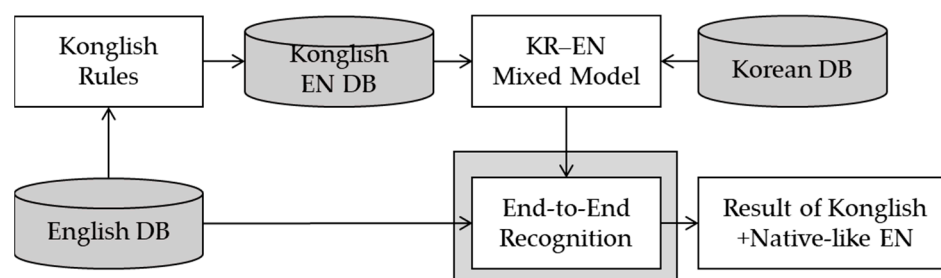 Konglish
Rules
Konglish
EN DB
KR–EN
Mixed Model
Korean DB
English DB
End-to-End
Recognition
Result of Konglish
+Native-like EN